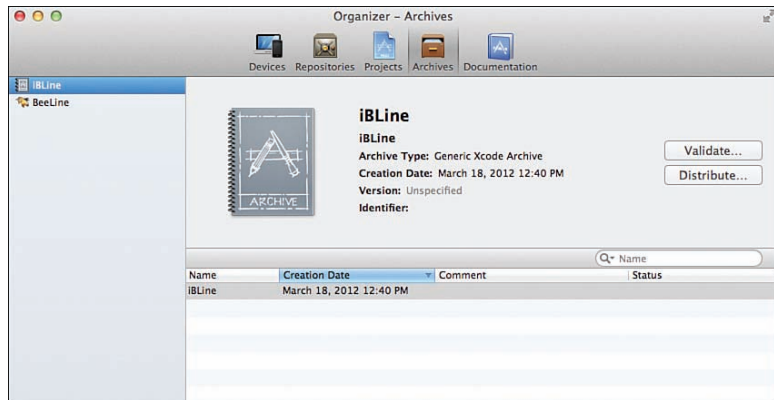 Organizer – Archives
Devices Repositories Projects Archives Documentation
iBLine
BeeLine
ARCHIVE
iBLine
iBLine
Archive Type: Generic Xcode Archive
Creation Date: March 18, 2012 12:40 PM
Version: Unspecified
Identifier:
Validate...
Distribute...
Name
Name Creation Date Comment Status
iBLine March 18, 2012 12:40 PM